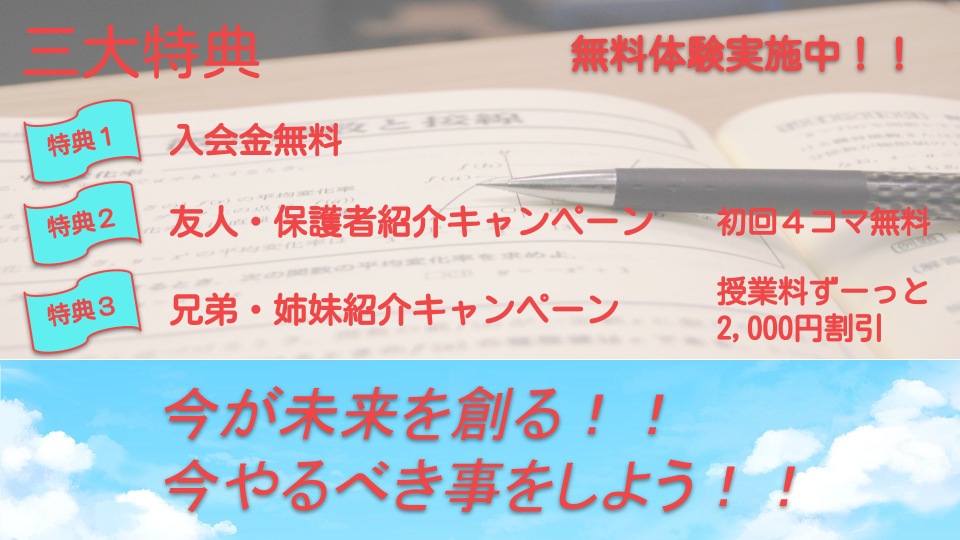 三大特典
無料体験実施中！！
特典１
入会金無料
特典２
友人・保護者紹介キャンペーン
初回４コマ無料
特典３
兄弟・姉妹紹介キャンペーン
授業料ずーっと
2,000円割引
今が未来を創る！！
今やるべき事をしよう！！